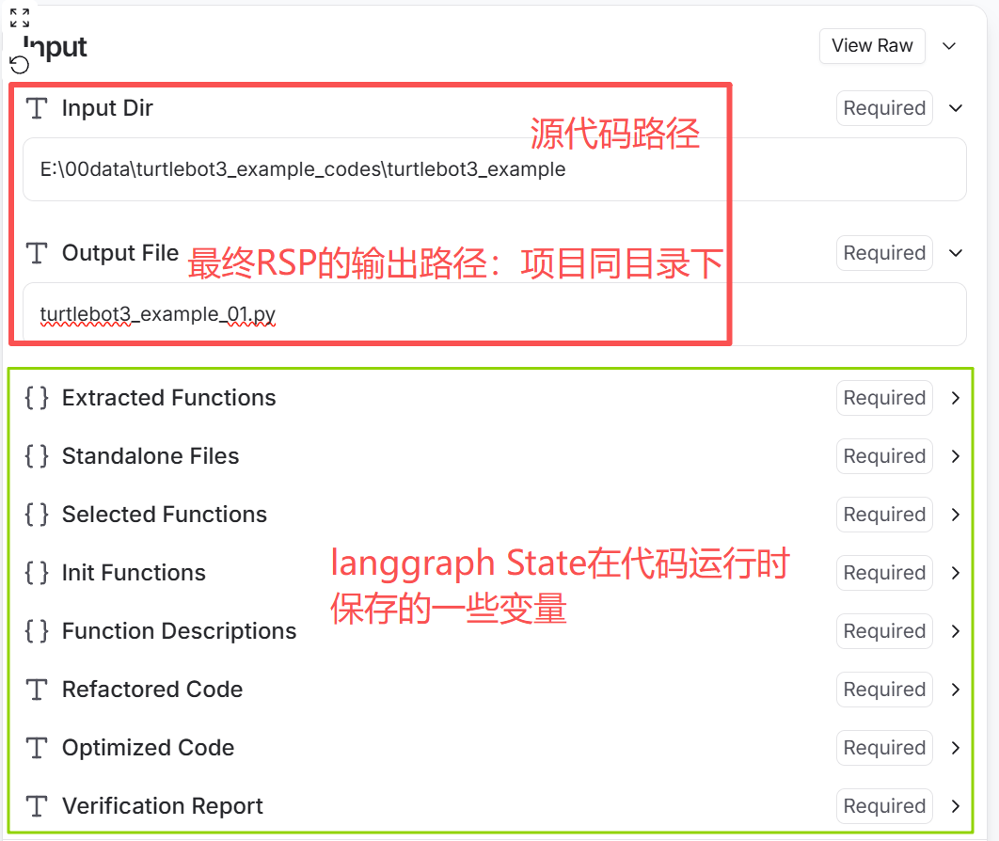 Input
View Raw
Input Dir
Required
源代码路径
E:\00data\turtlebot3_example_codes\turtlebot3_example
Output File
最终RSP的输出路径：项目同目录下
Required
turtlebot3_example_01.py
{ } Extracted Functions
Required
{ } Standalone Files
Required
{ } Selected Functions
Required
{ } Init Functions
Required
langgraph State在代码运行时
保存的一些变量
{ } Function Descriptions
Required
Refactored Code
Required
Optimized Code
Required
Verification Report
Required